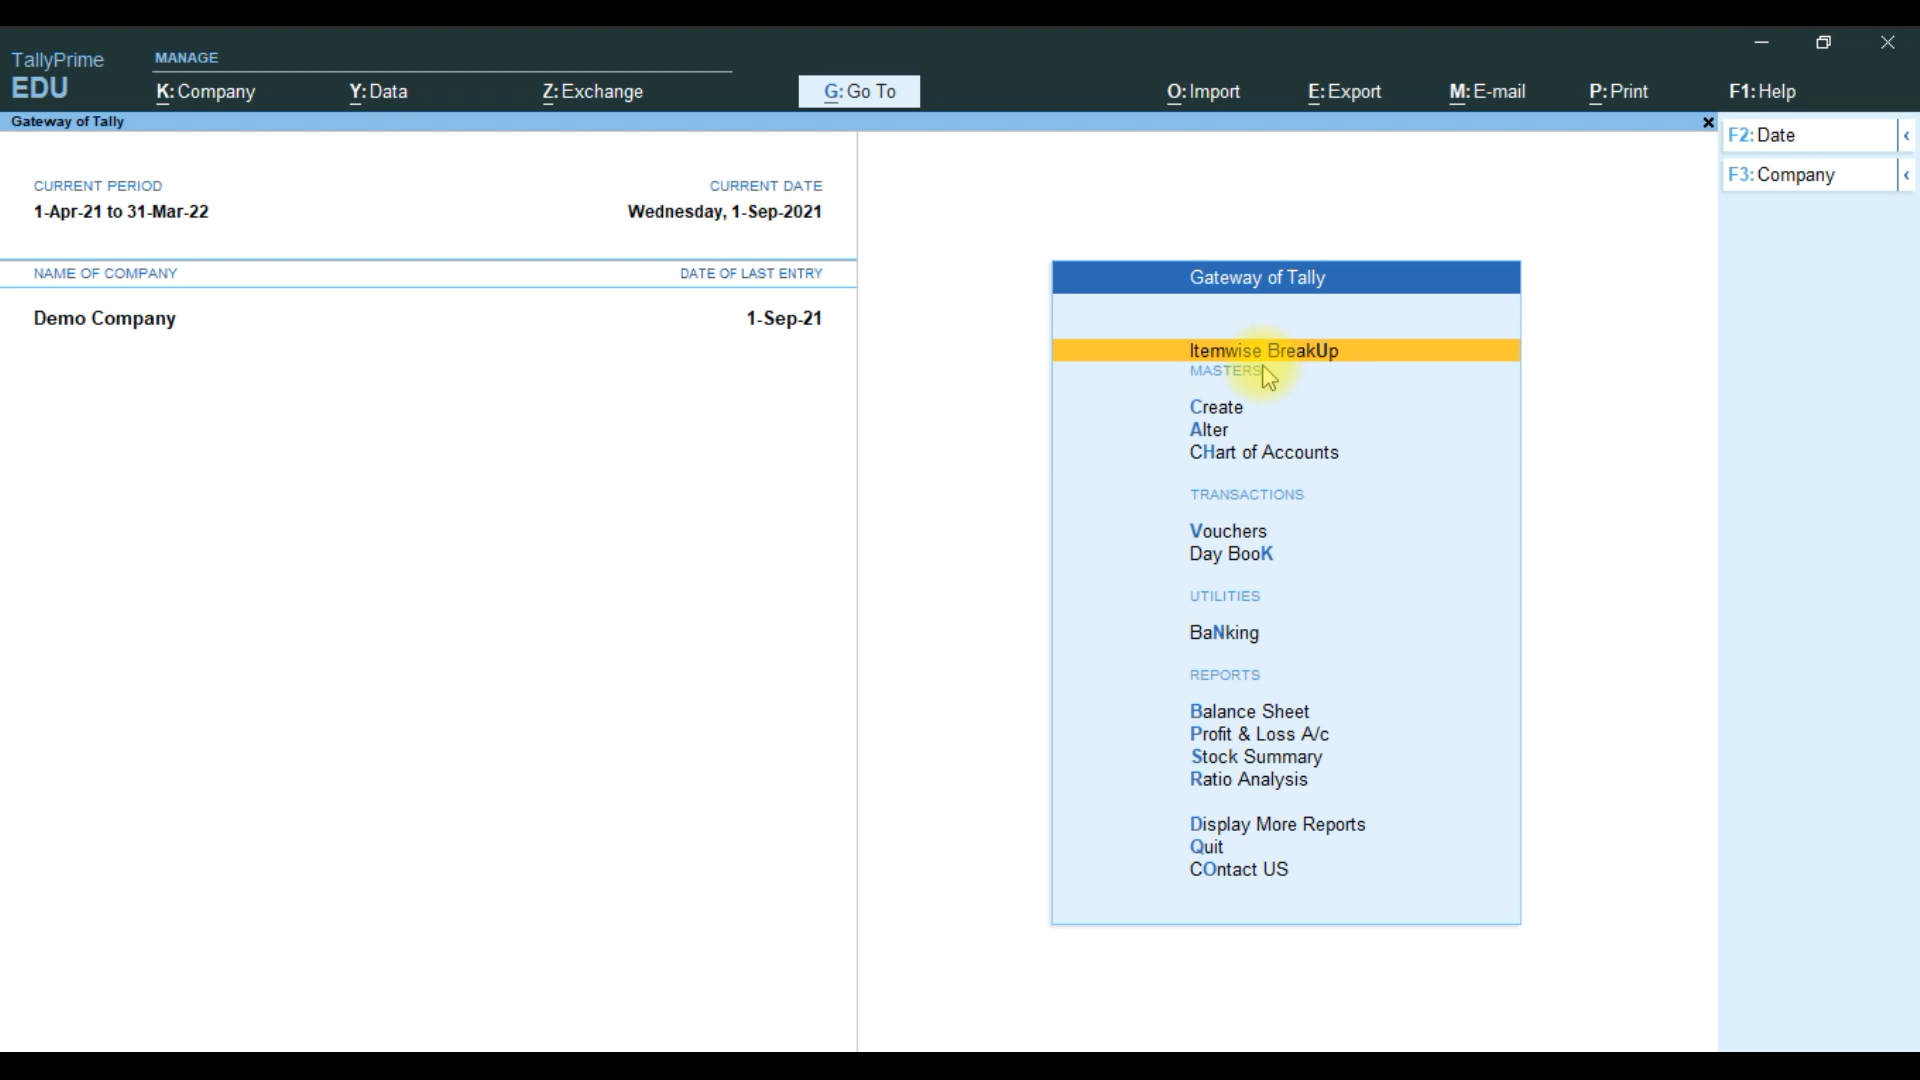 TallyPrime
EDU
MANAGE
K: Company
Y: Data
Z: Exchange
G: Go To
O: Import
E: Export
M: E-mail
P: Print
F1: Help
Gateway of Tally
F2: Date
F3: Company
CURRENT PERIOD
CURRENT DATE
1-Apr-21 to 31-Mar-22
Wednesday, 1-Sep-2021
NAME OF COMPANY
DATE OF LAST ENTRY
Demo Company
1-Sep-21
Gateway of Tally
Itemwise BreakUp
MASTERS
Create
Alter
CHart of Accounts
TRANSACTIONS
Vouchers
Day BooK
UTILITIES
BaNking
REPORTS
Balance Sheet
Profit & Loss A/c
Stock Summary
Ratio Analysis
Display More Reports
Quit
COntact US